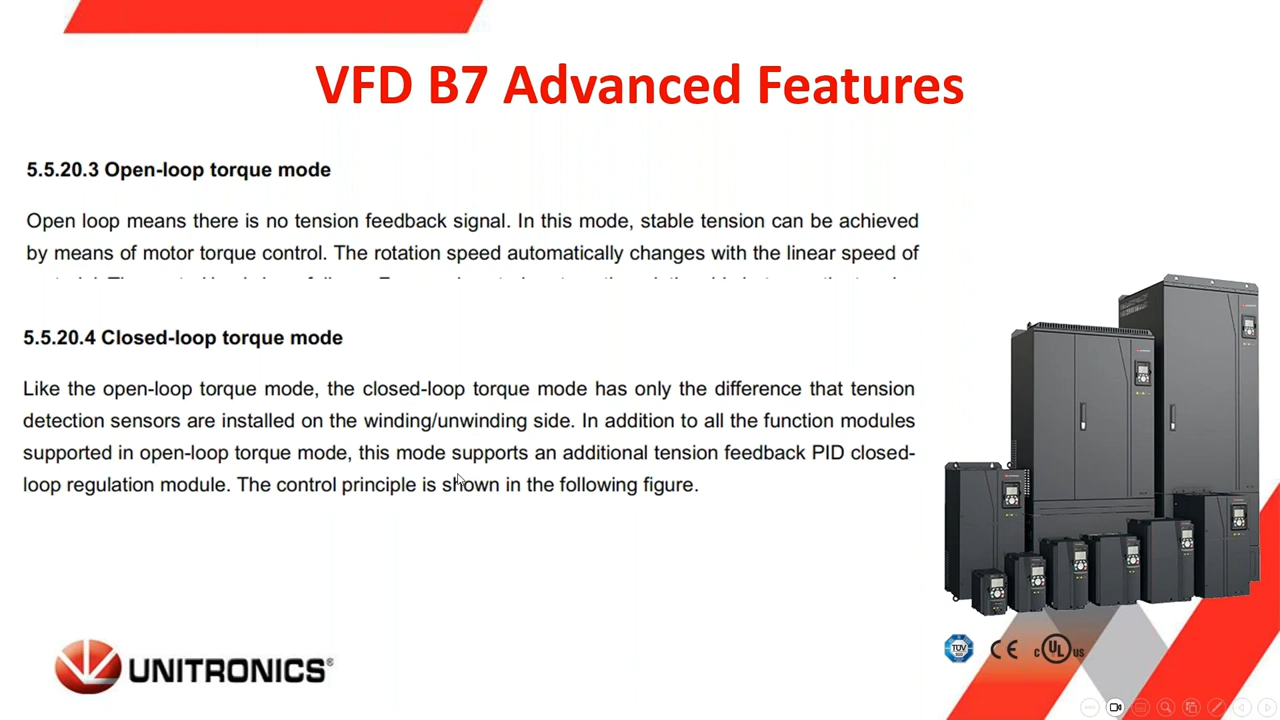 VFD B7 Advanced Features
5.5.20.3 Open-loop torque mode
Open loop means there is no tension feedback signal. In this mode, stable tension can be achieved
by means of motor torque control. The rotation speed automatically changes with the linear speed of
5.5.20.4 Closed-loop torque mode
Like the open-loop torque mode, the closed-loop torque mode has only the difference that tension
detection sensors are installed on the winding/unwinding side. In addition to all the function modules
supported in open-loop torque mode, this mode supports an additional tension feedback PID closed-
loop regulation module. The control principle is shown in the following figure.
UNITRONICS®
TÜV CE c UL us